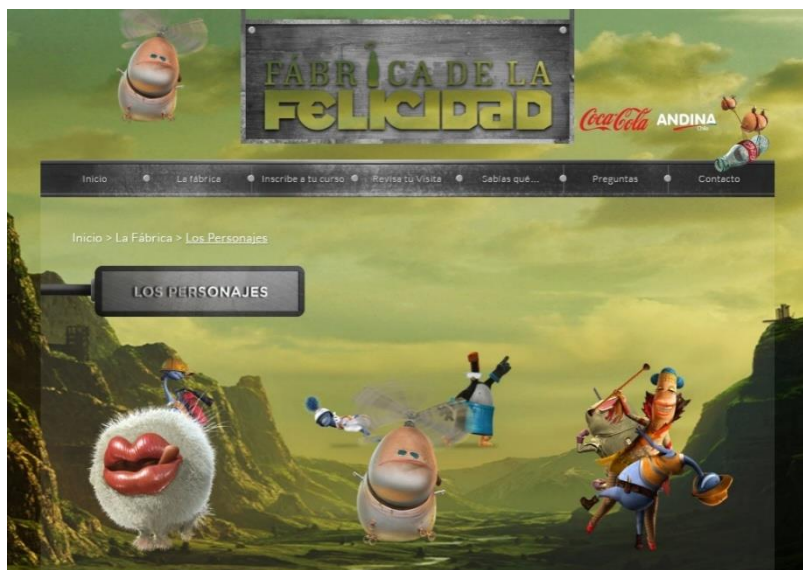 FÁBRICA DE LA
FELICIDAD
Coca-Cola ANDINA
Chile
Inicio
La fábrica
Inscribe a tu curso
Revisa tu Visita
Sabías qué....
Preguntas
Contacto
Inicio > La Fábrica > Los Personajes
LOS PERSONAJES